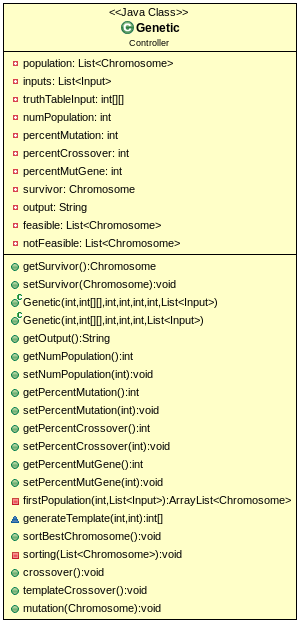 <<Java Class>>
Genetic
Controller
population: List<Chromosome>
inputs: List<Input>
truthTableInput: int[][]
numPopulation: int
percentMutation: int
percentCrossover: int
percentMutGene: int
survivor: Chromosome
output: String
feasible: List<Chromosome>
notFeasible: List<Chromosome>
getSurvivor():Chromosome
setSurvivor(Chromosome):void
Genetic(int,int[][],int,int,int,int,List<Input>)
Genetic(int,int[][],int,int,int,List<Input>)
getOutput():String
getNumPopulation():int
setNumPopulation(int):void
getPercentMutation():int
setPercentMutation(int):void
getPercentCrossover():int
setPercentCrossover(int):void
getPercentMutGene():int
setPercentMutGene(int):void
firstPopulation(int,List<Input>):ArrayList<Chromosome>
generateTemplate(int,int):int[]
sortBestChromosome():void
sorting(List<Chromosome>):void
crossover():void
templateCrossover():void
mutation(Chromosome):void